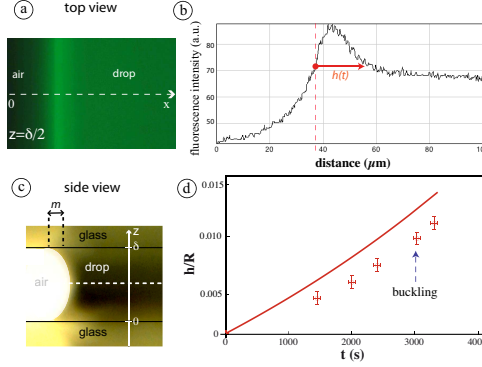 a top view
air
drop
0
x
z=δ/2
b
fluorescence intensity (a.u.)
80
70
60
50
h(t)
0
20
40
60
80
100
distance (µm)
c side view
m
glass
z
δ
air
drop
0
glass
d
h/R
0.015
0.010
0.005
0
buckling
0
1000
2000
3000
400
t (s)